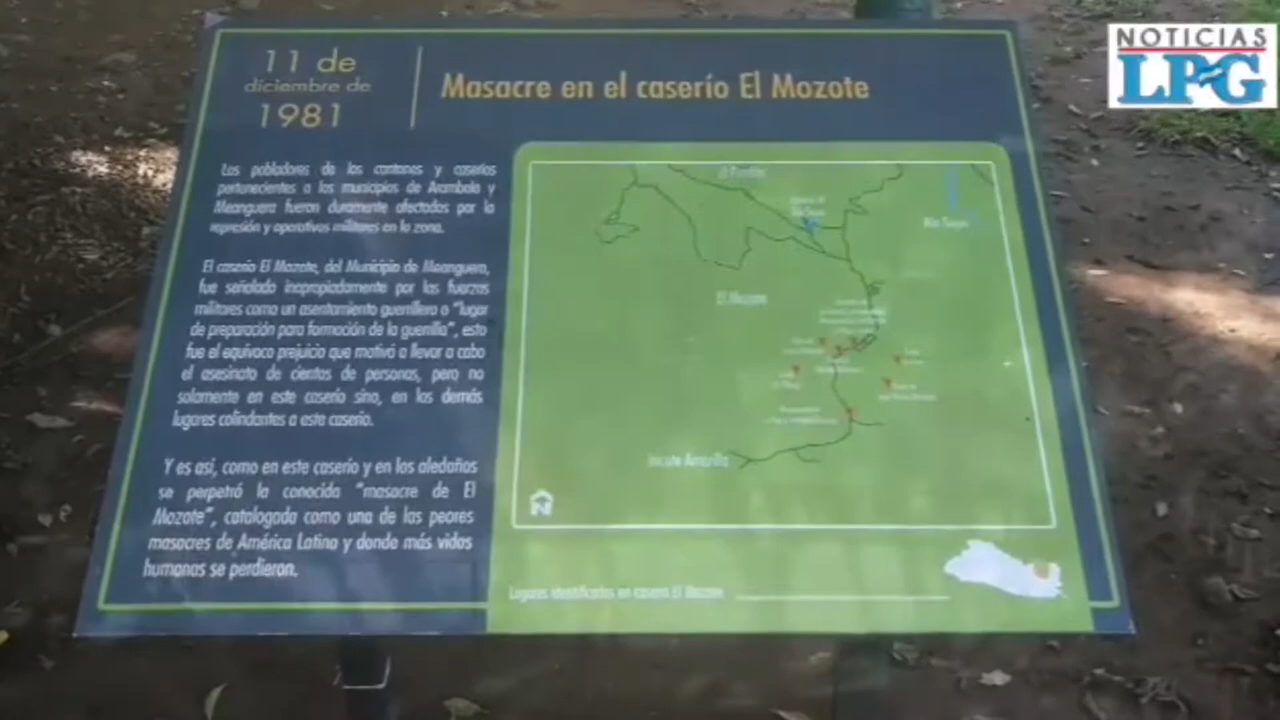 NOTICIAS
LPG
11 de
diciembre de
1981
Masacre en el caserío El Mozote
Los pobladores de los cantones y caseríos
pertenecientes a los municipios de Arambala y
Meanguera fueron duramente afectados por la
represión y operativos militares en la zona.
El caserío El Mozote, del Municipio de Meanguera,
fue señalado inapropiadamente por las fuerzas
militares como un asentamiento guerrillero o "lugar
de preparación para formación de la guerrilla", esto
fue el equívoco prejuicio que motivó a llevar a cabo
el asesinato de cientos de personas, pero no
solamente en este caserío sino, en los demás
lugares colindantes a este caserío.
Y es así, como en este caserío y en los aledaños
se perpetró la conocida "masacre de El
Mozote", catalogada como una de las peores
masacres de América Latina y donde más vidas
humanas se perdieron.
El Mozote
Jocote Amarillo
N
Lugares identificados en caserío El Mozote